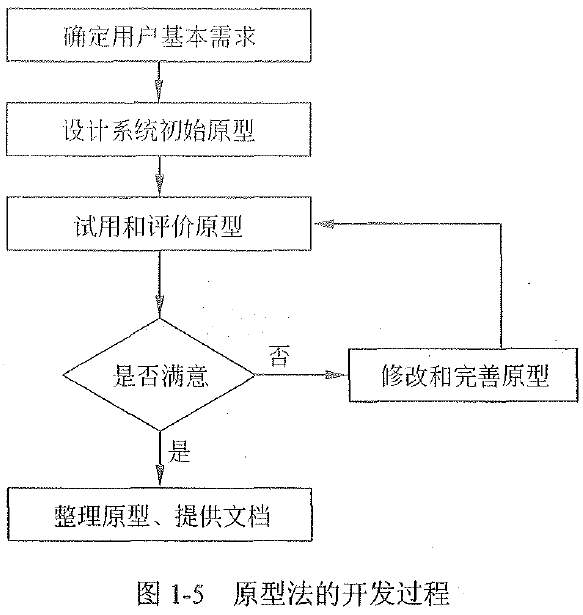 确定用户基本需求
设计系统初始原型
试用和评价原型
是否满意
否
修改和完善原型
是
整理原型、提供文档
图 1-5 原型法的开发过程